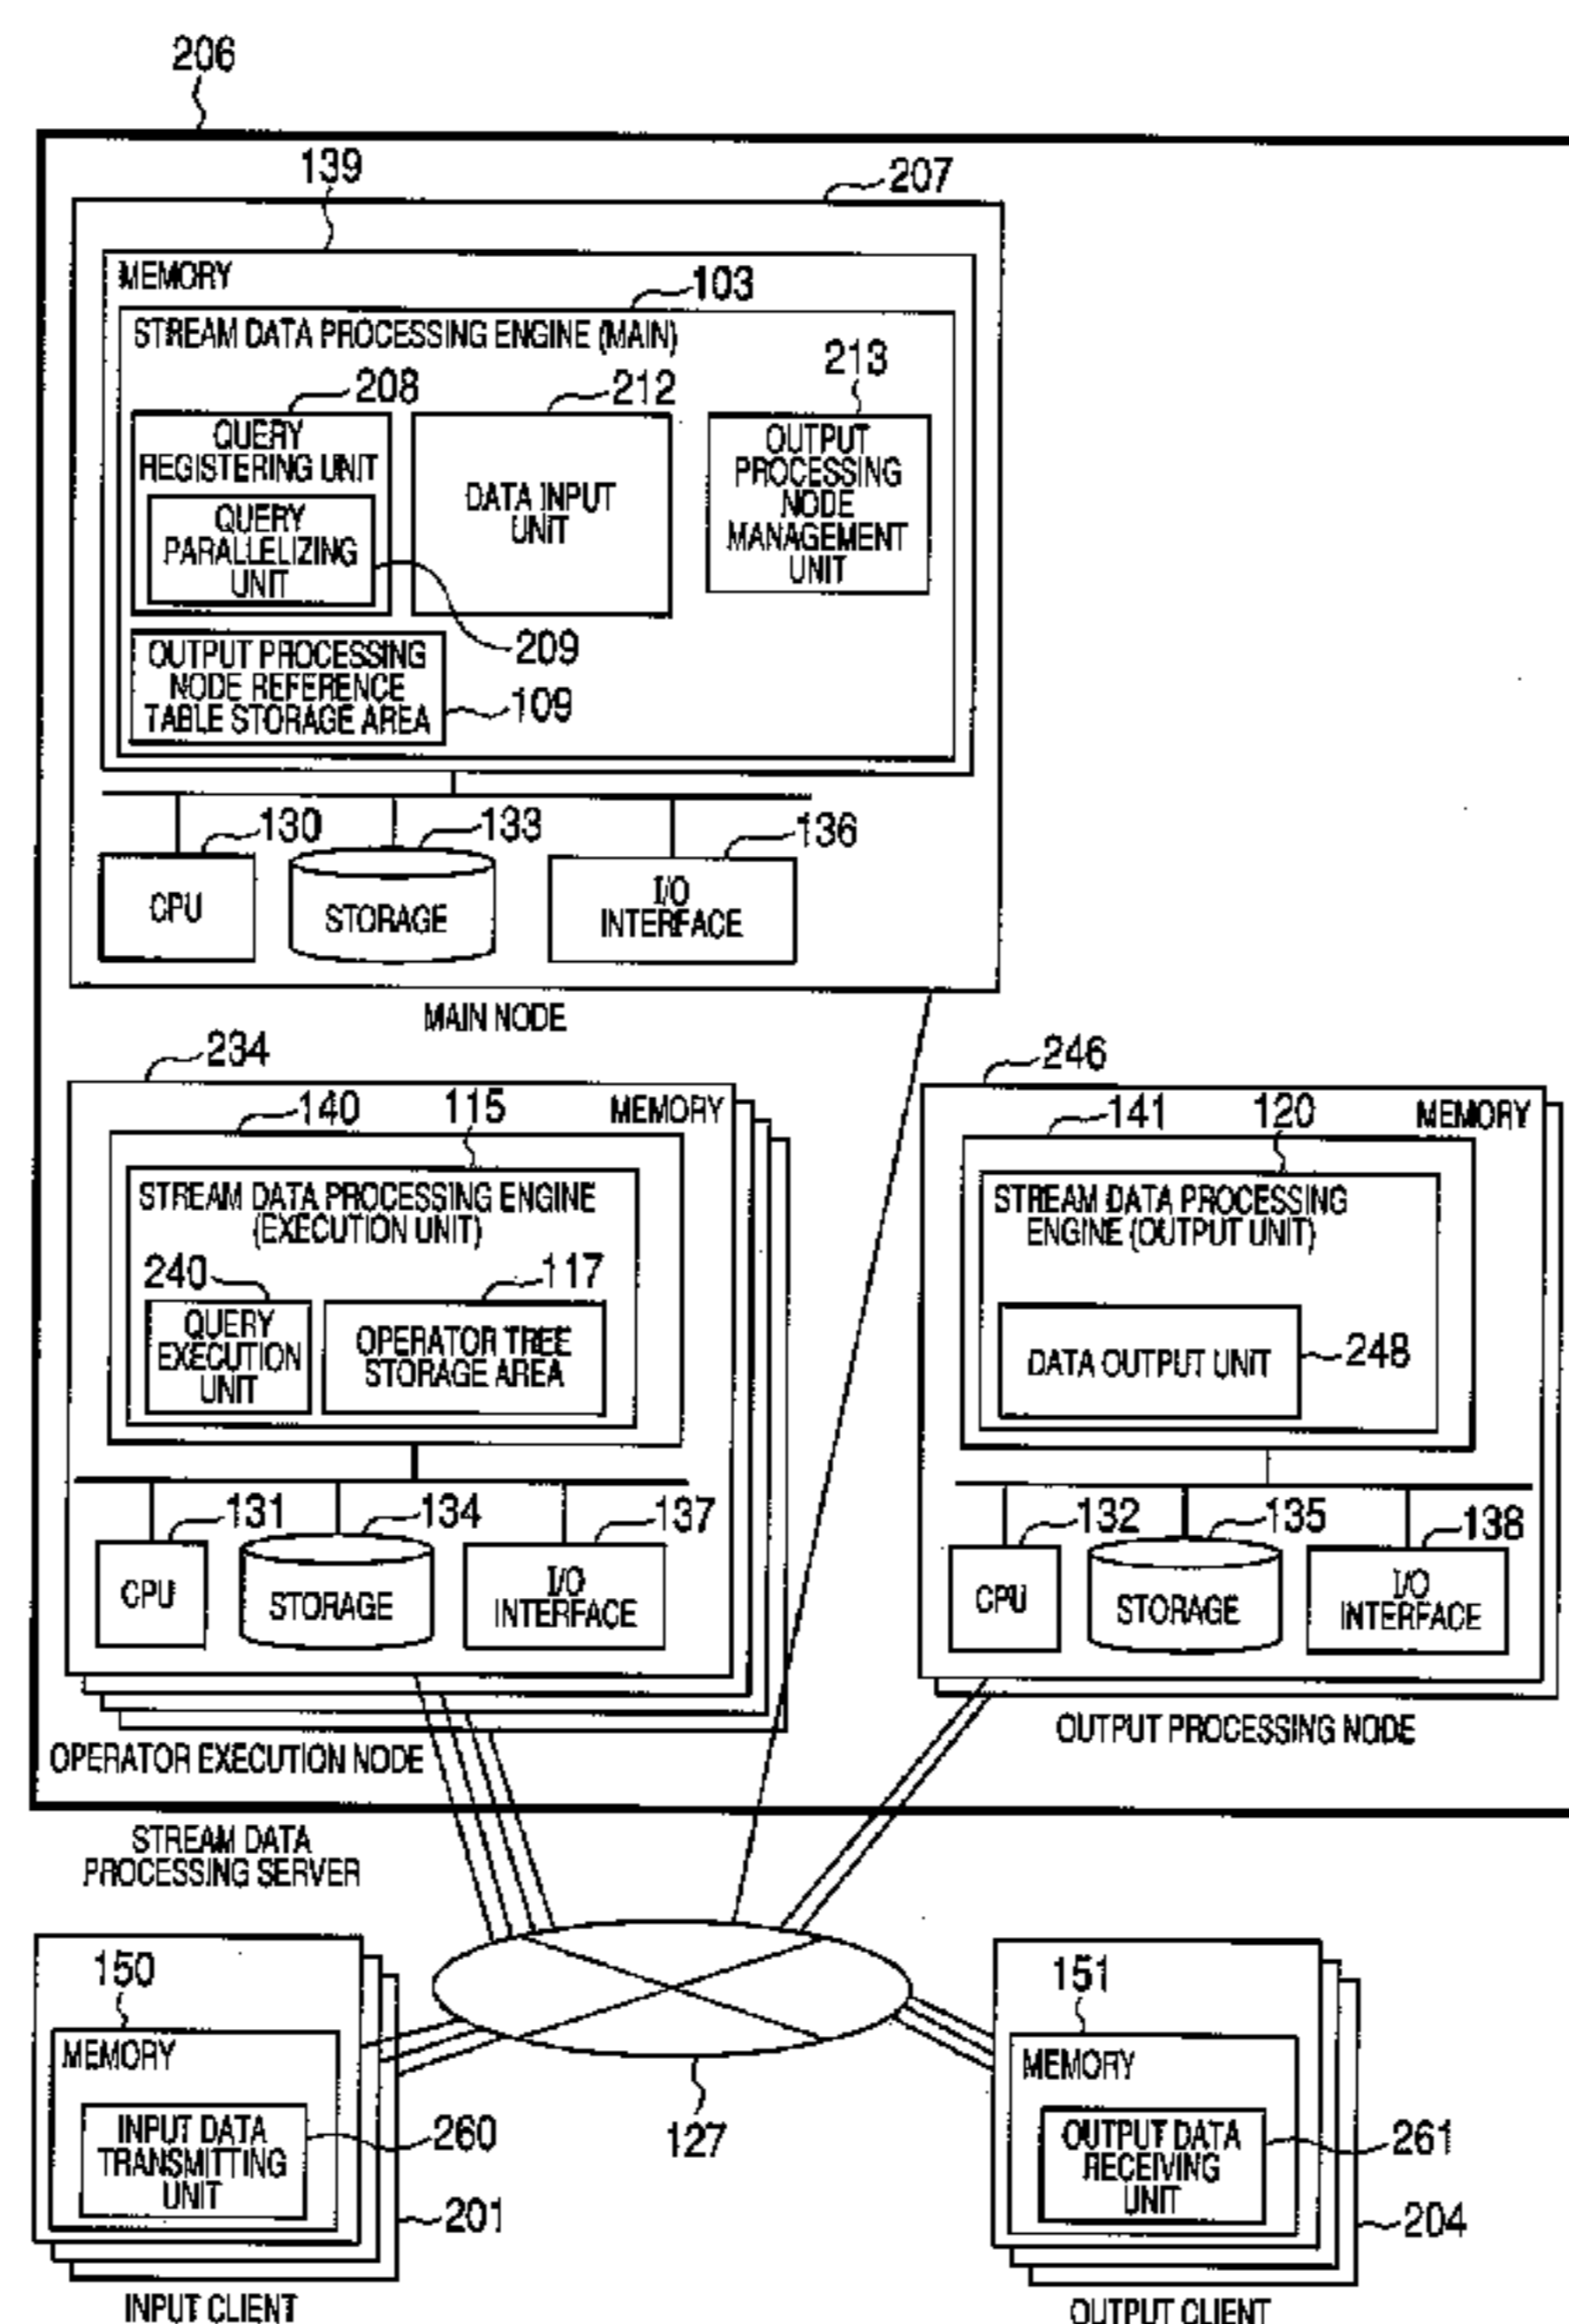 206
139
207
MEMORY
103
STREAM DATA PROCESSING ENGINE (MAIN)
208
212
213
QUERY
REGISTERING UNIT
QUERY
PARALLELIZING
UNIT
DATA INPUT
UNIT
OUTPUT
PROCESSING
NODE
MANAGEMENT
UNIT
209
OUTPUT PROCESSING
NODE REFERENCE
TABLE STORAGE AREA
109
130
133
136
CPU
STORAGE
I/O
INTERFACE
MAIN NODE
234
140
115
MEMORY
STREAM DATA PROCESSING ENGINE
(EXECUTION UNIT)
240
117
QUERY
EXECUTION
UNIT
OPERATOR TREE
STORAGE AREA
131
134
137
CPU
STORAGE
I/O
INTERFACE
OPERATOR EXECUTION NODE
246
141
120
MEMORY
STREAM DATA PROCESSING
ENGINE (OUTPUT UNIT)
DATA OUTPUT UNIT
248
132
135
138
CPU
STORAGE
I/O
INTERFACE
OUTPUT PROCESSING NODE
STREAM DATA
PROCESSING SERVER
150
MEMORY
INPUT DATA
TRANSMITTING
UNIT
260
201
INPUT CLIENT
127
151
MEMORY
OUTPUT DATA
RECEIVING
UNIT
261
204
OUTPUT CLIENT